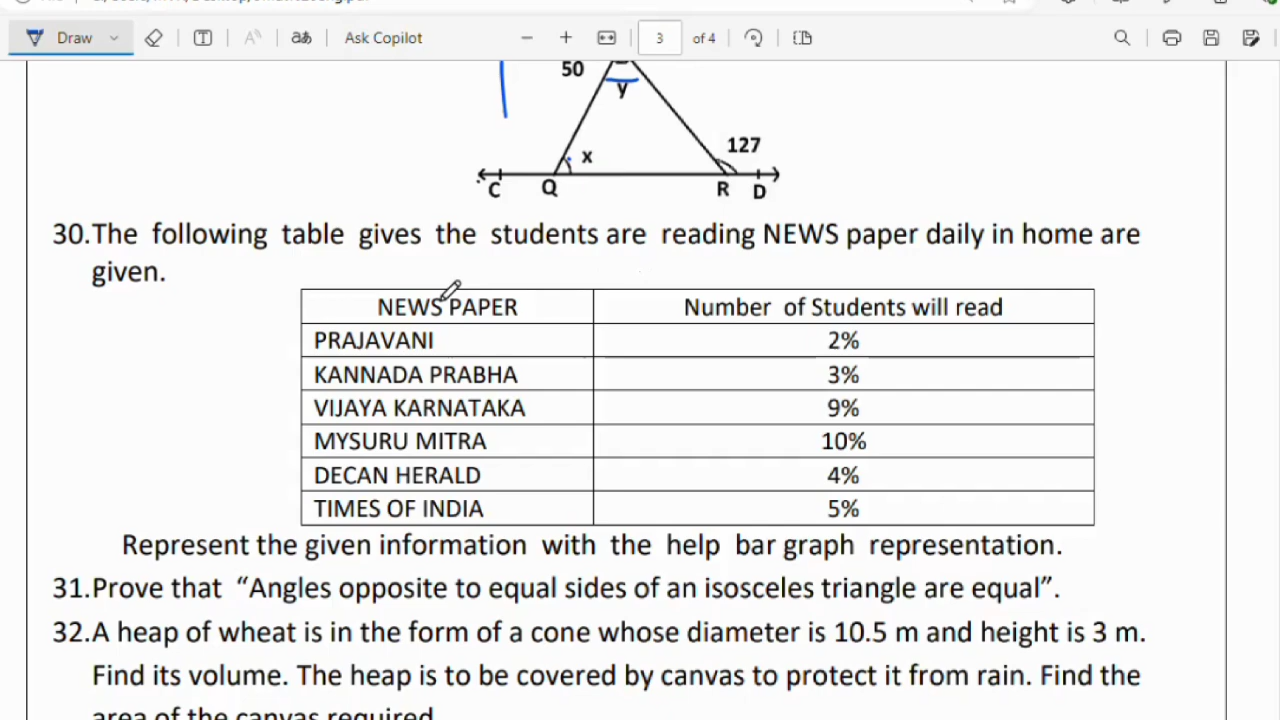 Draw
Ask Copilot
3 of 4
50
y
x
127
C Q R D
30.The following table gives the students are reading NEWS paper daily in home are
given.
NEWS PAPER Number of Students will read
PRAJAVANI 2%
KANNADA PRABHA 3%
VIJAYA KARNATAKA 9%
MYSURU MITRA 10%
DECAN HERALD 4%
TIMES OF INDIA 5%
Represent the given information with the help bar graph representation.
31.Prove that “Angles opposite to equal sides of an isosceles triangle are equal”.
32.A heap of wheat is in the form of a cone whose diameter is 10.5 m and height is 3 m.
Find its volume. The heap is to be covered by canvas to protect it from rain. Find the
area of the canvas required